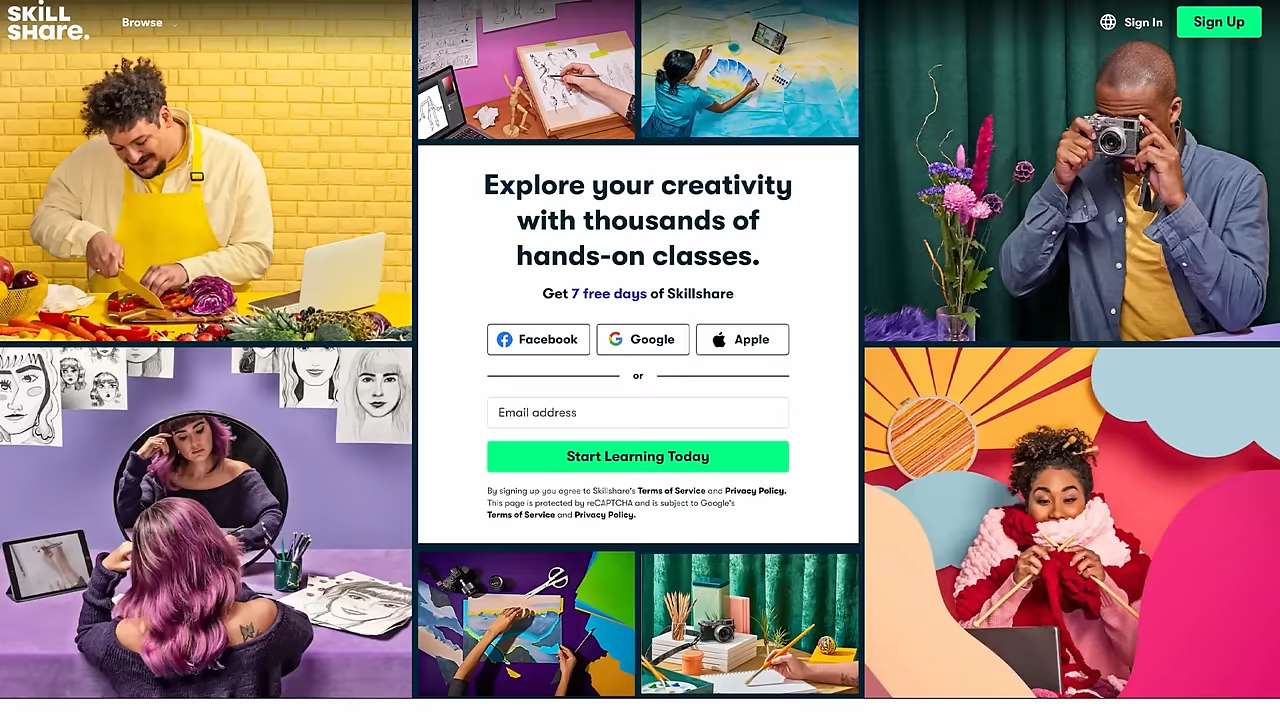 SKILL
SHARE.
Browse
Sign In
Sign Up
Explore your creativity
with thousands of
hands-on classes.
Get 7 free days of Skillshare
Facebook
Google
Apple
or
Email address
Start Learning Today
By signing up you agree to Skillshare's Terms of Service and Privacy Policy.
This page is protected by reCAPTCHA and is subject to Google's
Terms of Service and Privacy Policy.